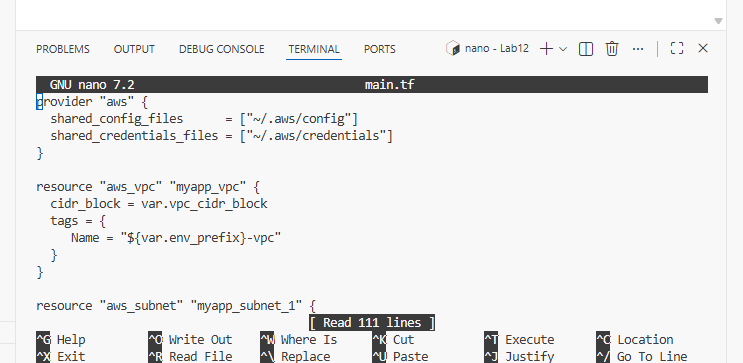 PROBLEMS OUTPUT DEBUG CONSOLE TERMINAL PORTS nano - Lab12
GNU nano 7.2 main.tf
provider "aws" {
  shared_config_files      = ["~/.aws/config"]
  shared_credentials_files = ["~/.aws/credentials"]
}
resource "aws_vpc" "myapp_vpc" {
  cidr_block = var.vpc_cidr_block
  tags = {
     Name = "${var.env_prefix}-vpc"
  }
}
resource "aws_subnet" "myapp_subnet_1" {
[ Read 111 lines ]
^G Help ^O Write Out ^W Where Is ^K Cut ^T Execute ^C Location
^X Exit ^R Read File ^\ Replace ^U Paste ^J Justify ^/ Go To Line